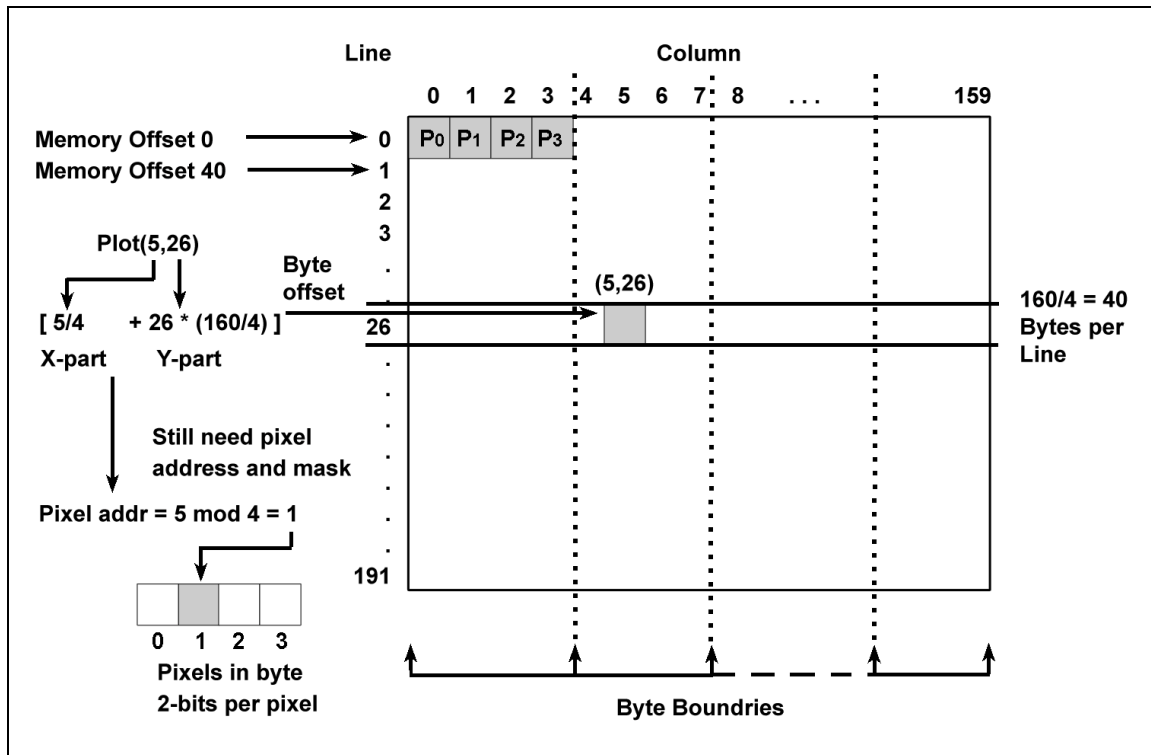 Line
Column
0 1 2 3 4 5 6 7 8 . . . 159
Memory Offset 0
0
P0 P1 P2 P3
Memory Offset 40
1
2
3
.
.
26
.
.
.
.
.
.
191
Plot(5,26)
[ 5/4 + 26 * (160/4) ]
X-part Y-part
Byte
offset
(5,26)
160/4 = 40
Bytes per
Line
Still need pixel
address and mask
Pixel addr = 5 mod 4 = 1
0 1 2 3
Pixels in byte
2-bits per pixel
Byte Boundries